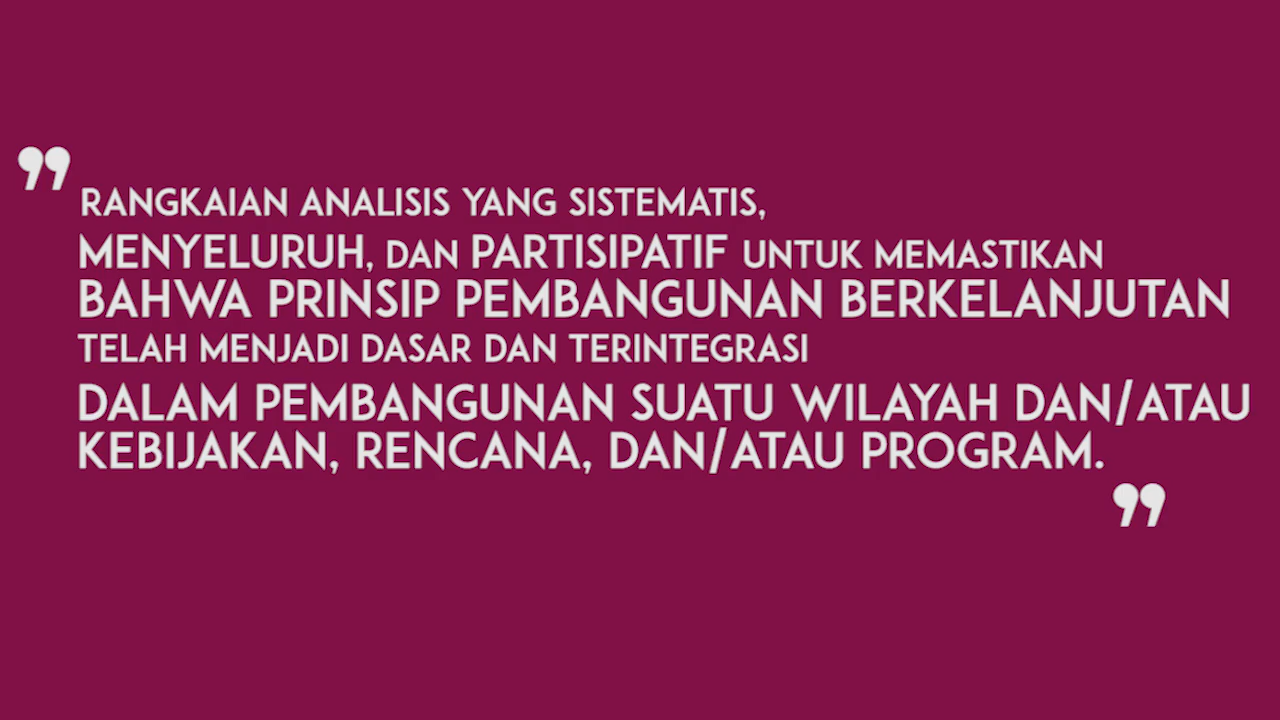 ” RANGKAIAN ANALISIS YANG SISTEMATIS,
MENYELURUH, DAN PARTISIPATIF UNTUK MEMASTIKAN
BAHWA PRINSIP PEMBANGUNAN BERKELANJUTAN
TELAH MENJADI DASAR DAN TERINTEGRASI
DALAM PEMBANGUNAN SUATU WILAYAH DAN/ATAU
KEBIJAKAN, RENCANA, DAN/ATAU PROGRAM. ”